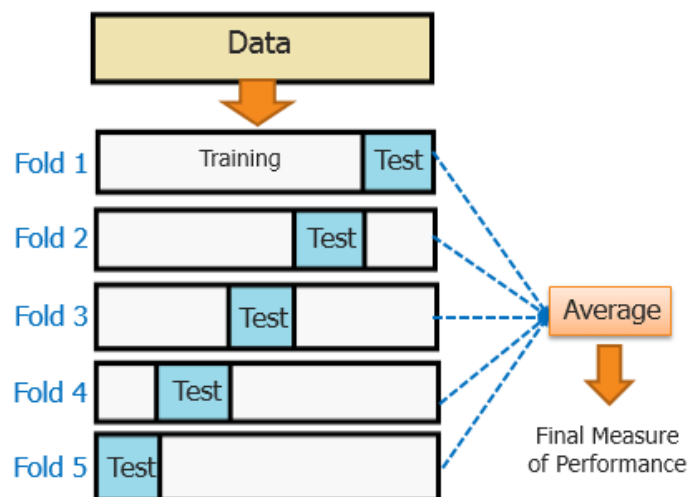 Data
Fold 1
Training
Test
Fold 2
Test
Fold 3
Test
Average
Fold 4
Test
Final Measure
of Performance
Fold 5
Test